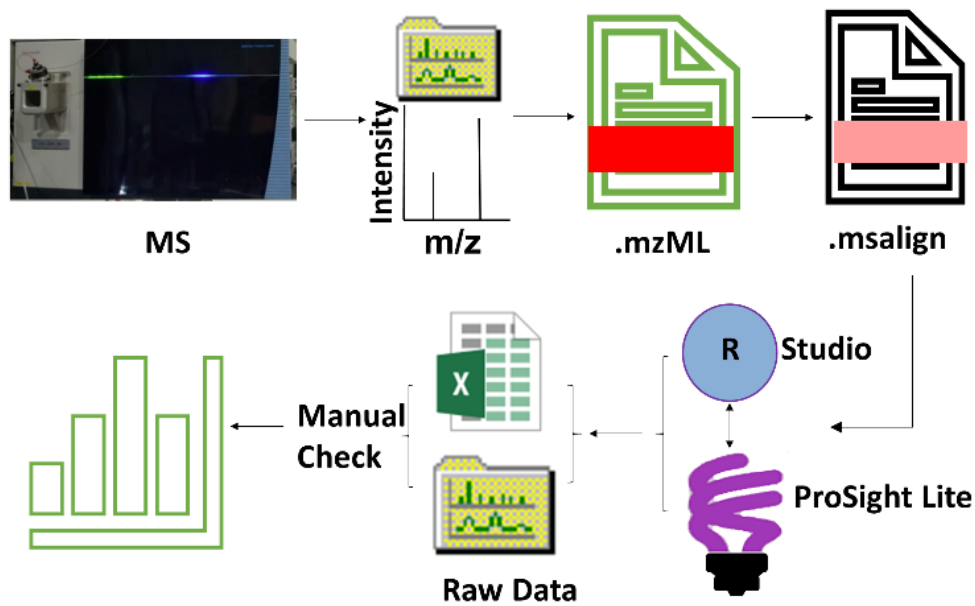 Intensity
MS
m/z
.mzML
.msalign
R Studio
X
Manual
Check
ProSight Lite
Raw Data